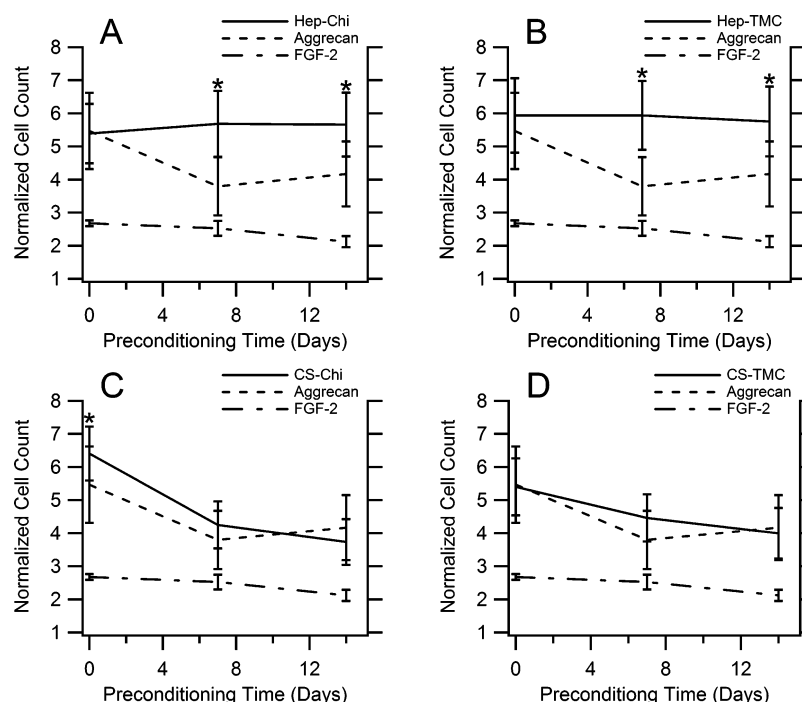 A
Hep-Chi
Aggrecan
FGF-2
8
7
6
5
4
3
2
1
Normalized Cell Count
*
*
0
4
8
12
Preconditioning Time (Days)
B
Hep-TMC
Aggrecan
FGF-2
8
7
6
5
4
3
2
1
Normalized Cell Count
*
*
0
4
8
12
Preconditioning Time (Days)
C
CS-Chi
Aggrecan
FGF-2
8
7
6
5
4
3
2
1
Normalized Cell Count
*
0
4
8
12
Preconditioning Time (Days)
D
CS-TMC
Aggrecan
FGF-2
8
7
6
5
4
3
2
1
Normalized Cell Count
0
4
8
12
Preconditiong Time (Days)